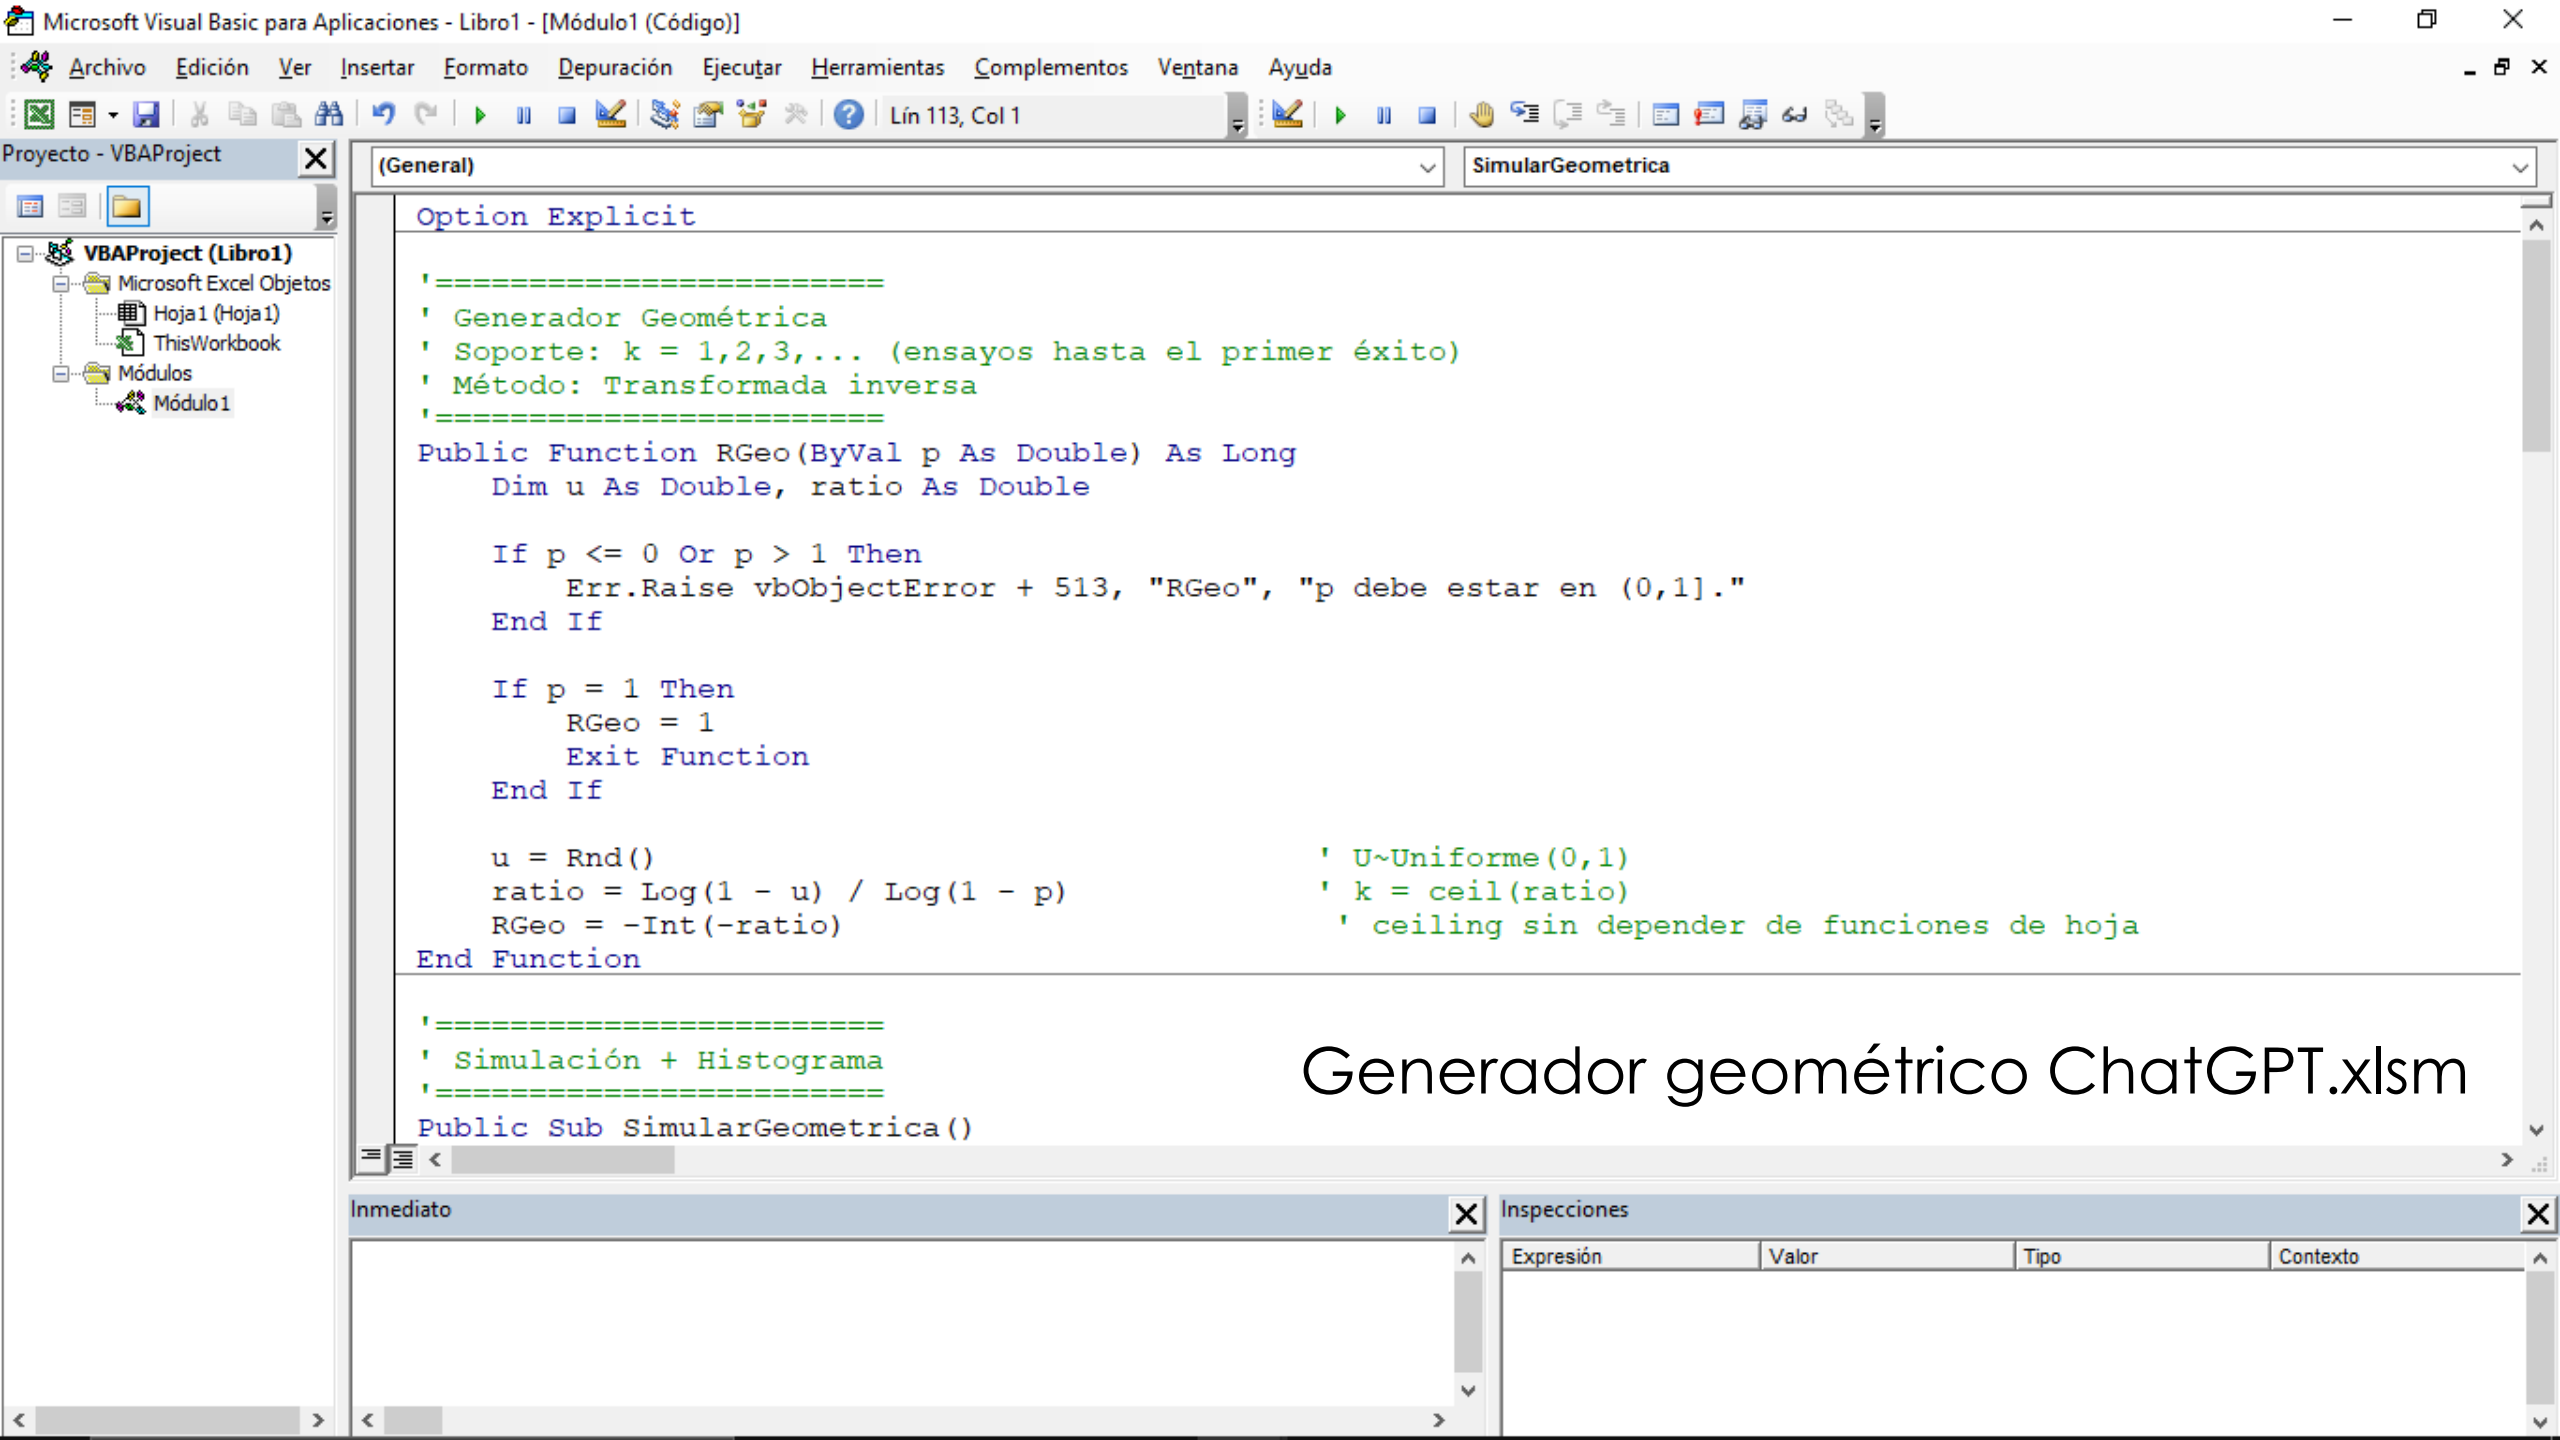 Microsoft Visual Basic para Aplicaciones - Libro1 - [Módulo1 (Código)]
Archivo Edición Ver Insertar Formato Depuración Ejecutar Herramientas Complementos Ventana Ayuda
Lín 113, Col 1
Proyecto - VBAProject
VBAProject (Libro1)
Microsoft Excel Objetos
Hoja1 (Hoja1)
ThisWorkbook
Módulos
Módulo1
(General)
SimularGeometrica
Option Explicit
'========================
' Generador Geométrica
' Soporte: k = 1,2,3,... (ensayos hasta el primer éxito)
' Método: Transformada inversa
'========================
Public Function RGeo(ByVal p As Double) As Long
    Dim u As Double, ratio As Double
    If p <= 0 Or p > 1 Then
        Err.Raise vbObjectError + 513, "RGeo", "p debe estar en (0,1]."
    End If
    If p = 1 Then
        RGeo = 1
        Exit Function
    End If
    u = Rnd() ' U~Uniforme(0,1)
    ratio = Log(1 - u) / Log(1 - p) ' k = ceil(ratio)
    RGeo = -Int(-ratio) ' ceiling sin depender de funciones de hoja
End Function
'========================
' Simulación + Histograma
'========================
Public Sub SimularGeometrica()
Generador geométrico ChatGPT.xlsm
Inmediato
Inspecciones
Expresión Valor Tipo Contexto